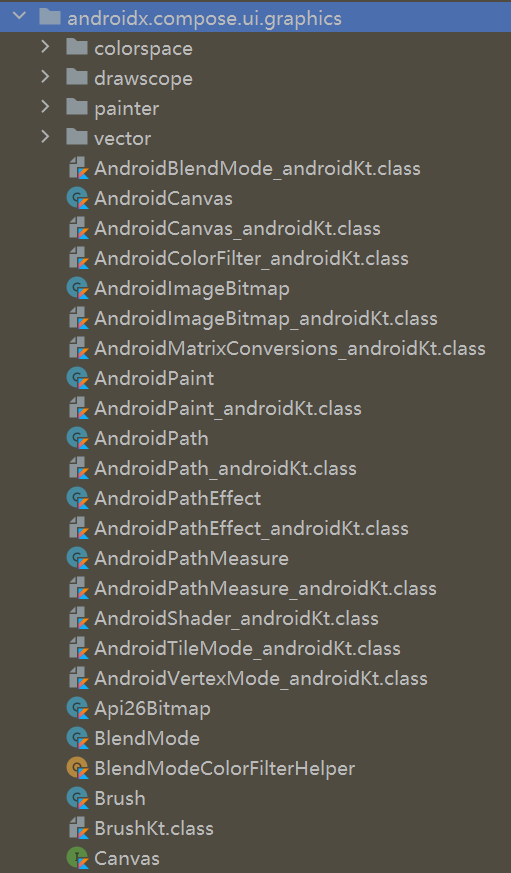 androidx.compose.ui.graphics
colorspace
drawscope
painter
vector
AndroidBlendMode_androidKt.class
AndroidCanvas
AndroidCanvas_androidKt.class
AndroidColorFilter_androidKt.class
AndroidImageBitmap
AndroidImageBitmap_androidKt.class
AndroidMatrixConversions_androidKt.class
AndroidPaint
AndroidPaint_androidKt.class
AndroidPath
AndroidPath_androidKt.class
AndroidPathEffect
AndroidPathEffect_androidKt.class
AndroidPathMeasure
AndroidPathMeasure_androidKt.class
AndroidShader_androidKt.class
AndroidTileMode_androidKt.class
AndroidVertexMode_androidKt.class
Api26Bitmap
BlendMode
BlendModeColorFilterHelper
Brush
BrushKt.class
Canvas